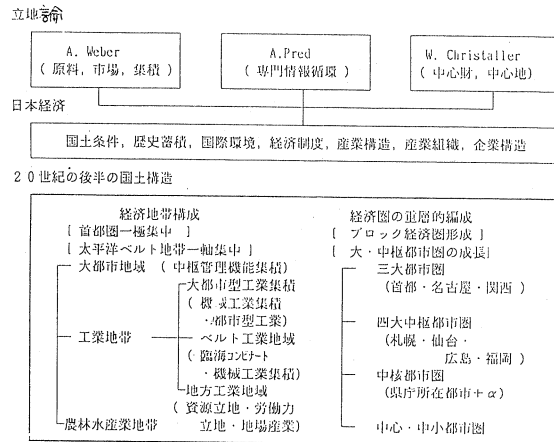 立地論
A. Weber
( 原料, 市場, 集積 )
A.Pred
( 専門情報循環 )
W. Christaller
( 中心財, 中心地 )
日本経済
国土条件, 歴史蓄積, 国際環境, 経済制度, 産業構造, 産業組織, 企業構造
20世紀の後半の国土構造
経済地帯構成
[ 首都圏一極集中 ]
[ 太平洋ベルト地帯一軸集中 ]
大都市地域 ( 中枢管理機能集積)
大都市型工業集積
( 機械工業集積
・都市型工業)
工業地帯
ベルト工業地域
( 臨海コンビナート
・機械工業集積)
地方工業地域
( 資源立地・労働力
立地・地場産業)
農林水産業地帯
経済圏の重層的編成
[ ブロック経済圏形成 ]
[ 大・中枢都市圏の成長]
三大都市圏
(首都・名古屋・関西)
四大中枢都市圏
(札幌・仙台・
広島・福岡)
中核都市圏
(県庁所在都市+α)
中心・中小都市圏